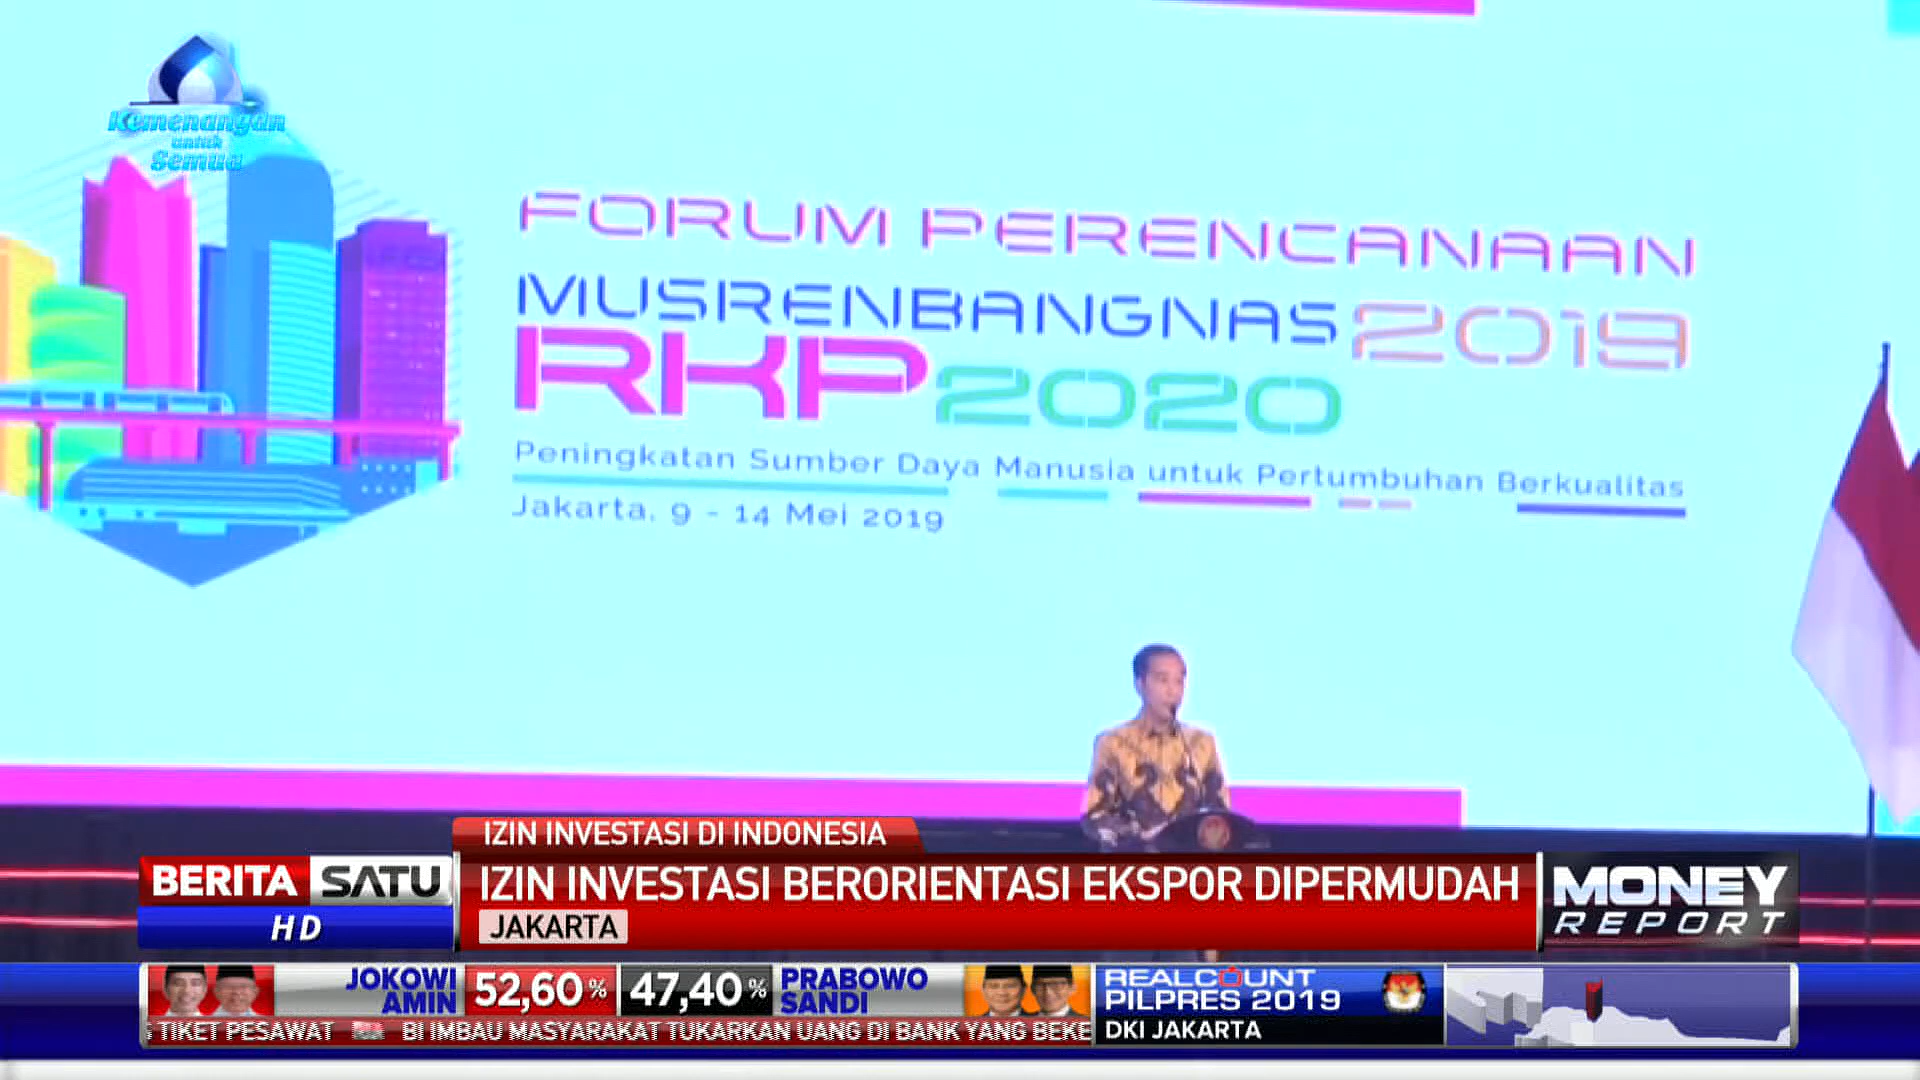 Kemenangan
untuk
Semua
FORUM PERENCANAAN
MUSRENBANGNAS 2019
RKP 2020
Peningkatan Sumber Daya Manusia untuk Pertumbuhan Berkualitas
Jakarta, 9 - 14 Mei 2019
IZIN INVESTASI DI INDONESIA
BERITA SATU
HD
IZIN INVESTASI BERORIENTASI EKSPOR DIPERMUDAH
JAKARTA
MONEY
REPORT
JOKOWI
AMIN
52,60%
47,40%
PRABOWO
SANDI
REALCOUNT
PILPRES 2019
DKI JAKARTA
TIKET PESAWAT
BI IMBAU MASYARAKAT TUKARKAN UANG DI BANK YANG BEKE